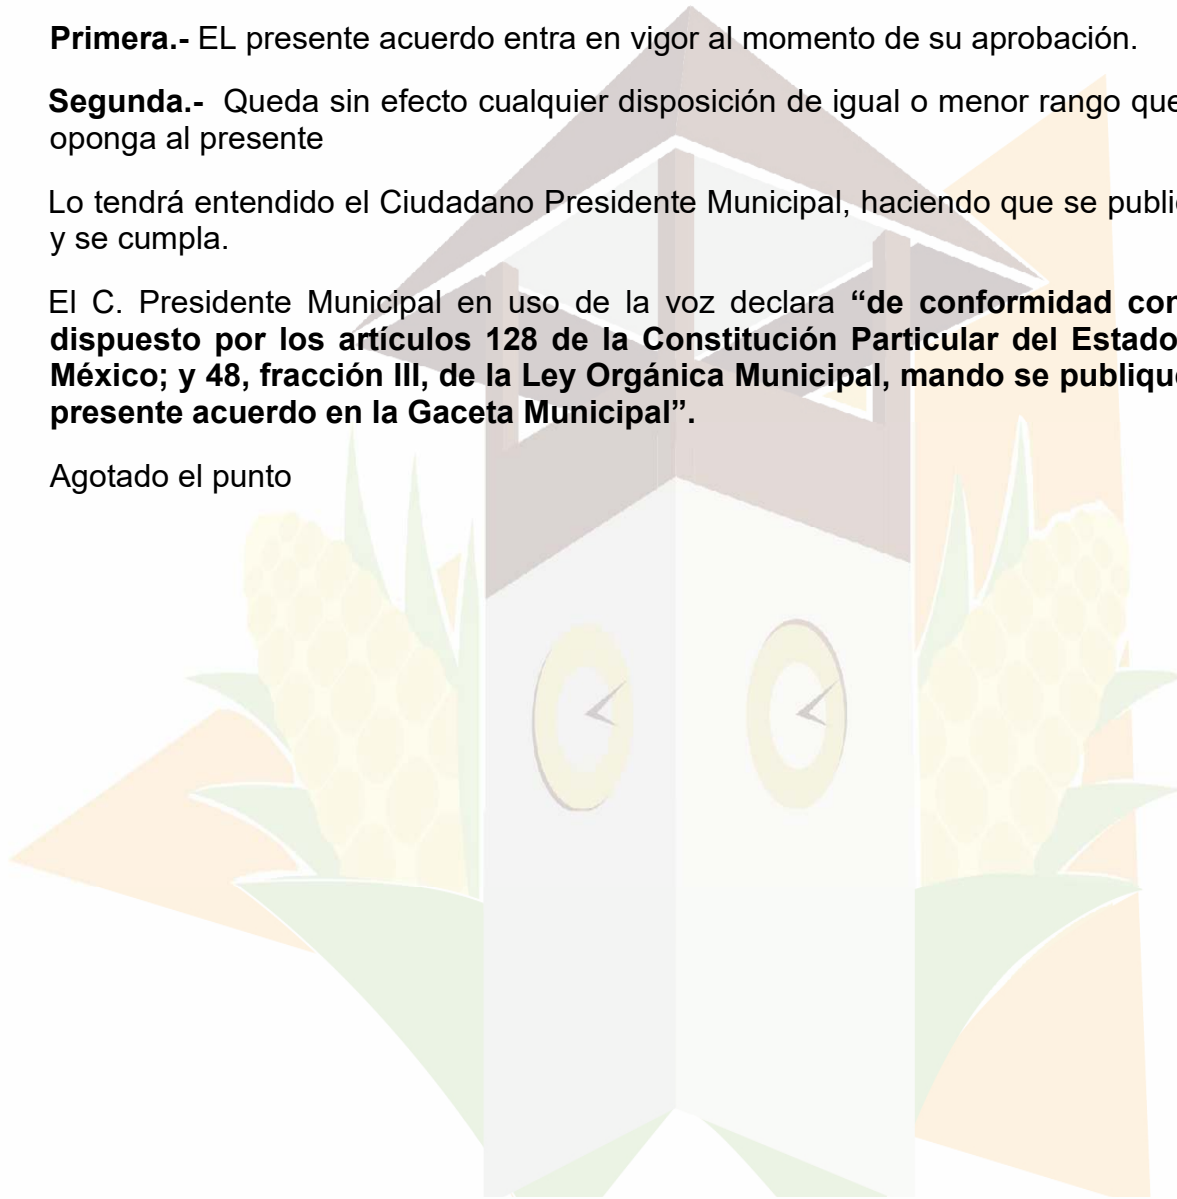 Primera.- EL presente acuerdo entra en vigor al momento de su aprobación.
Segunda.- Queda sin efecto cualquier disposición de igual o menor rango que
oponga al presente
Lo tendrá entendido el Ciudadano Presidente Municipal, haciendo que se publi
y se cumpla.
El C. Presidente Municipal en uso de la voz declara “de conformidad con
dispuesto por los artículos 128 de la Constitución Particular del Estado
México; y 48, fracción III, de la Ley Orgánica Municipal, mando se publique
presente acuerdo en la Gaceta Municipal”.
Agotado el punto